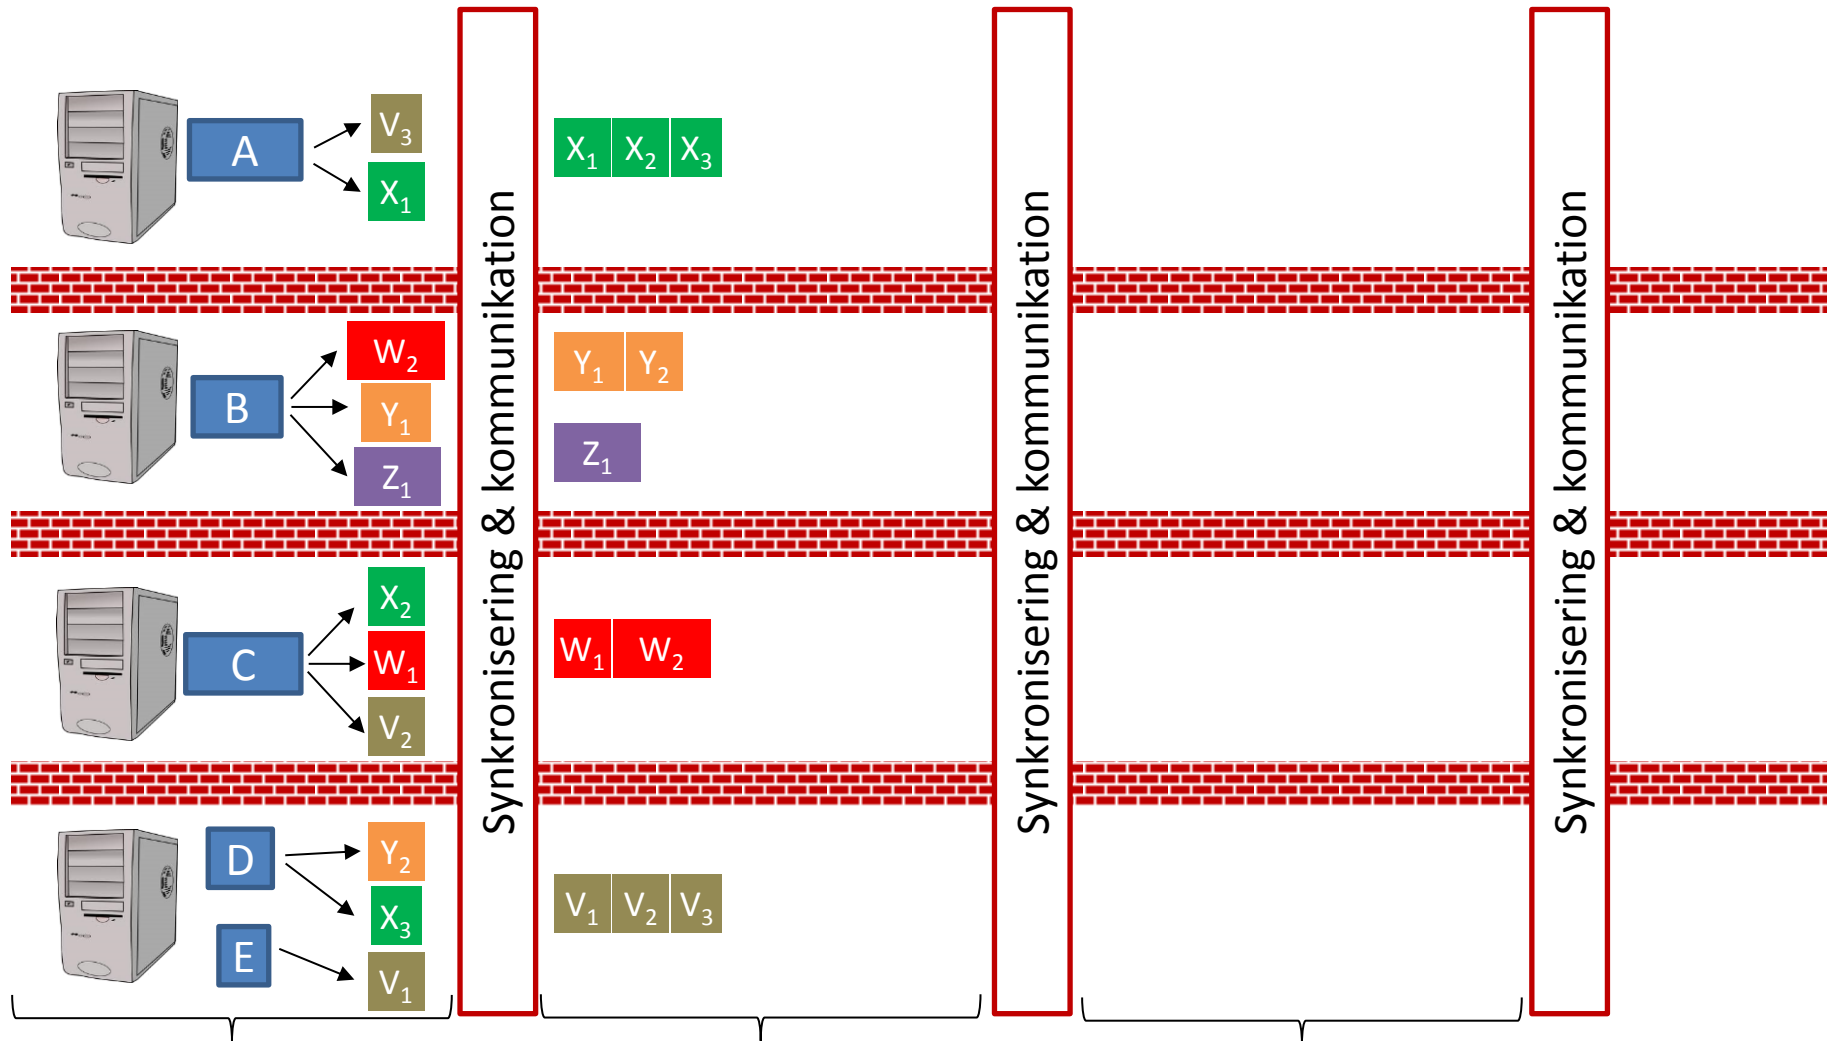 A
V₃
X₁
X₁ X₂ X₃
B
W₂
Y₁
Z₁
Y₁ Y₂
Z₁
C
X₂
W₁
V₂
W₁ W₂
D
Y₂
X₃
E
V₁
V₁ V₂ V₃
Synkronisering & kommunikation
Synkronisering & kommunikation
Synkronisering & kommunikation